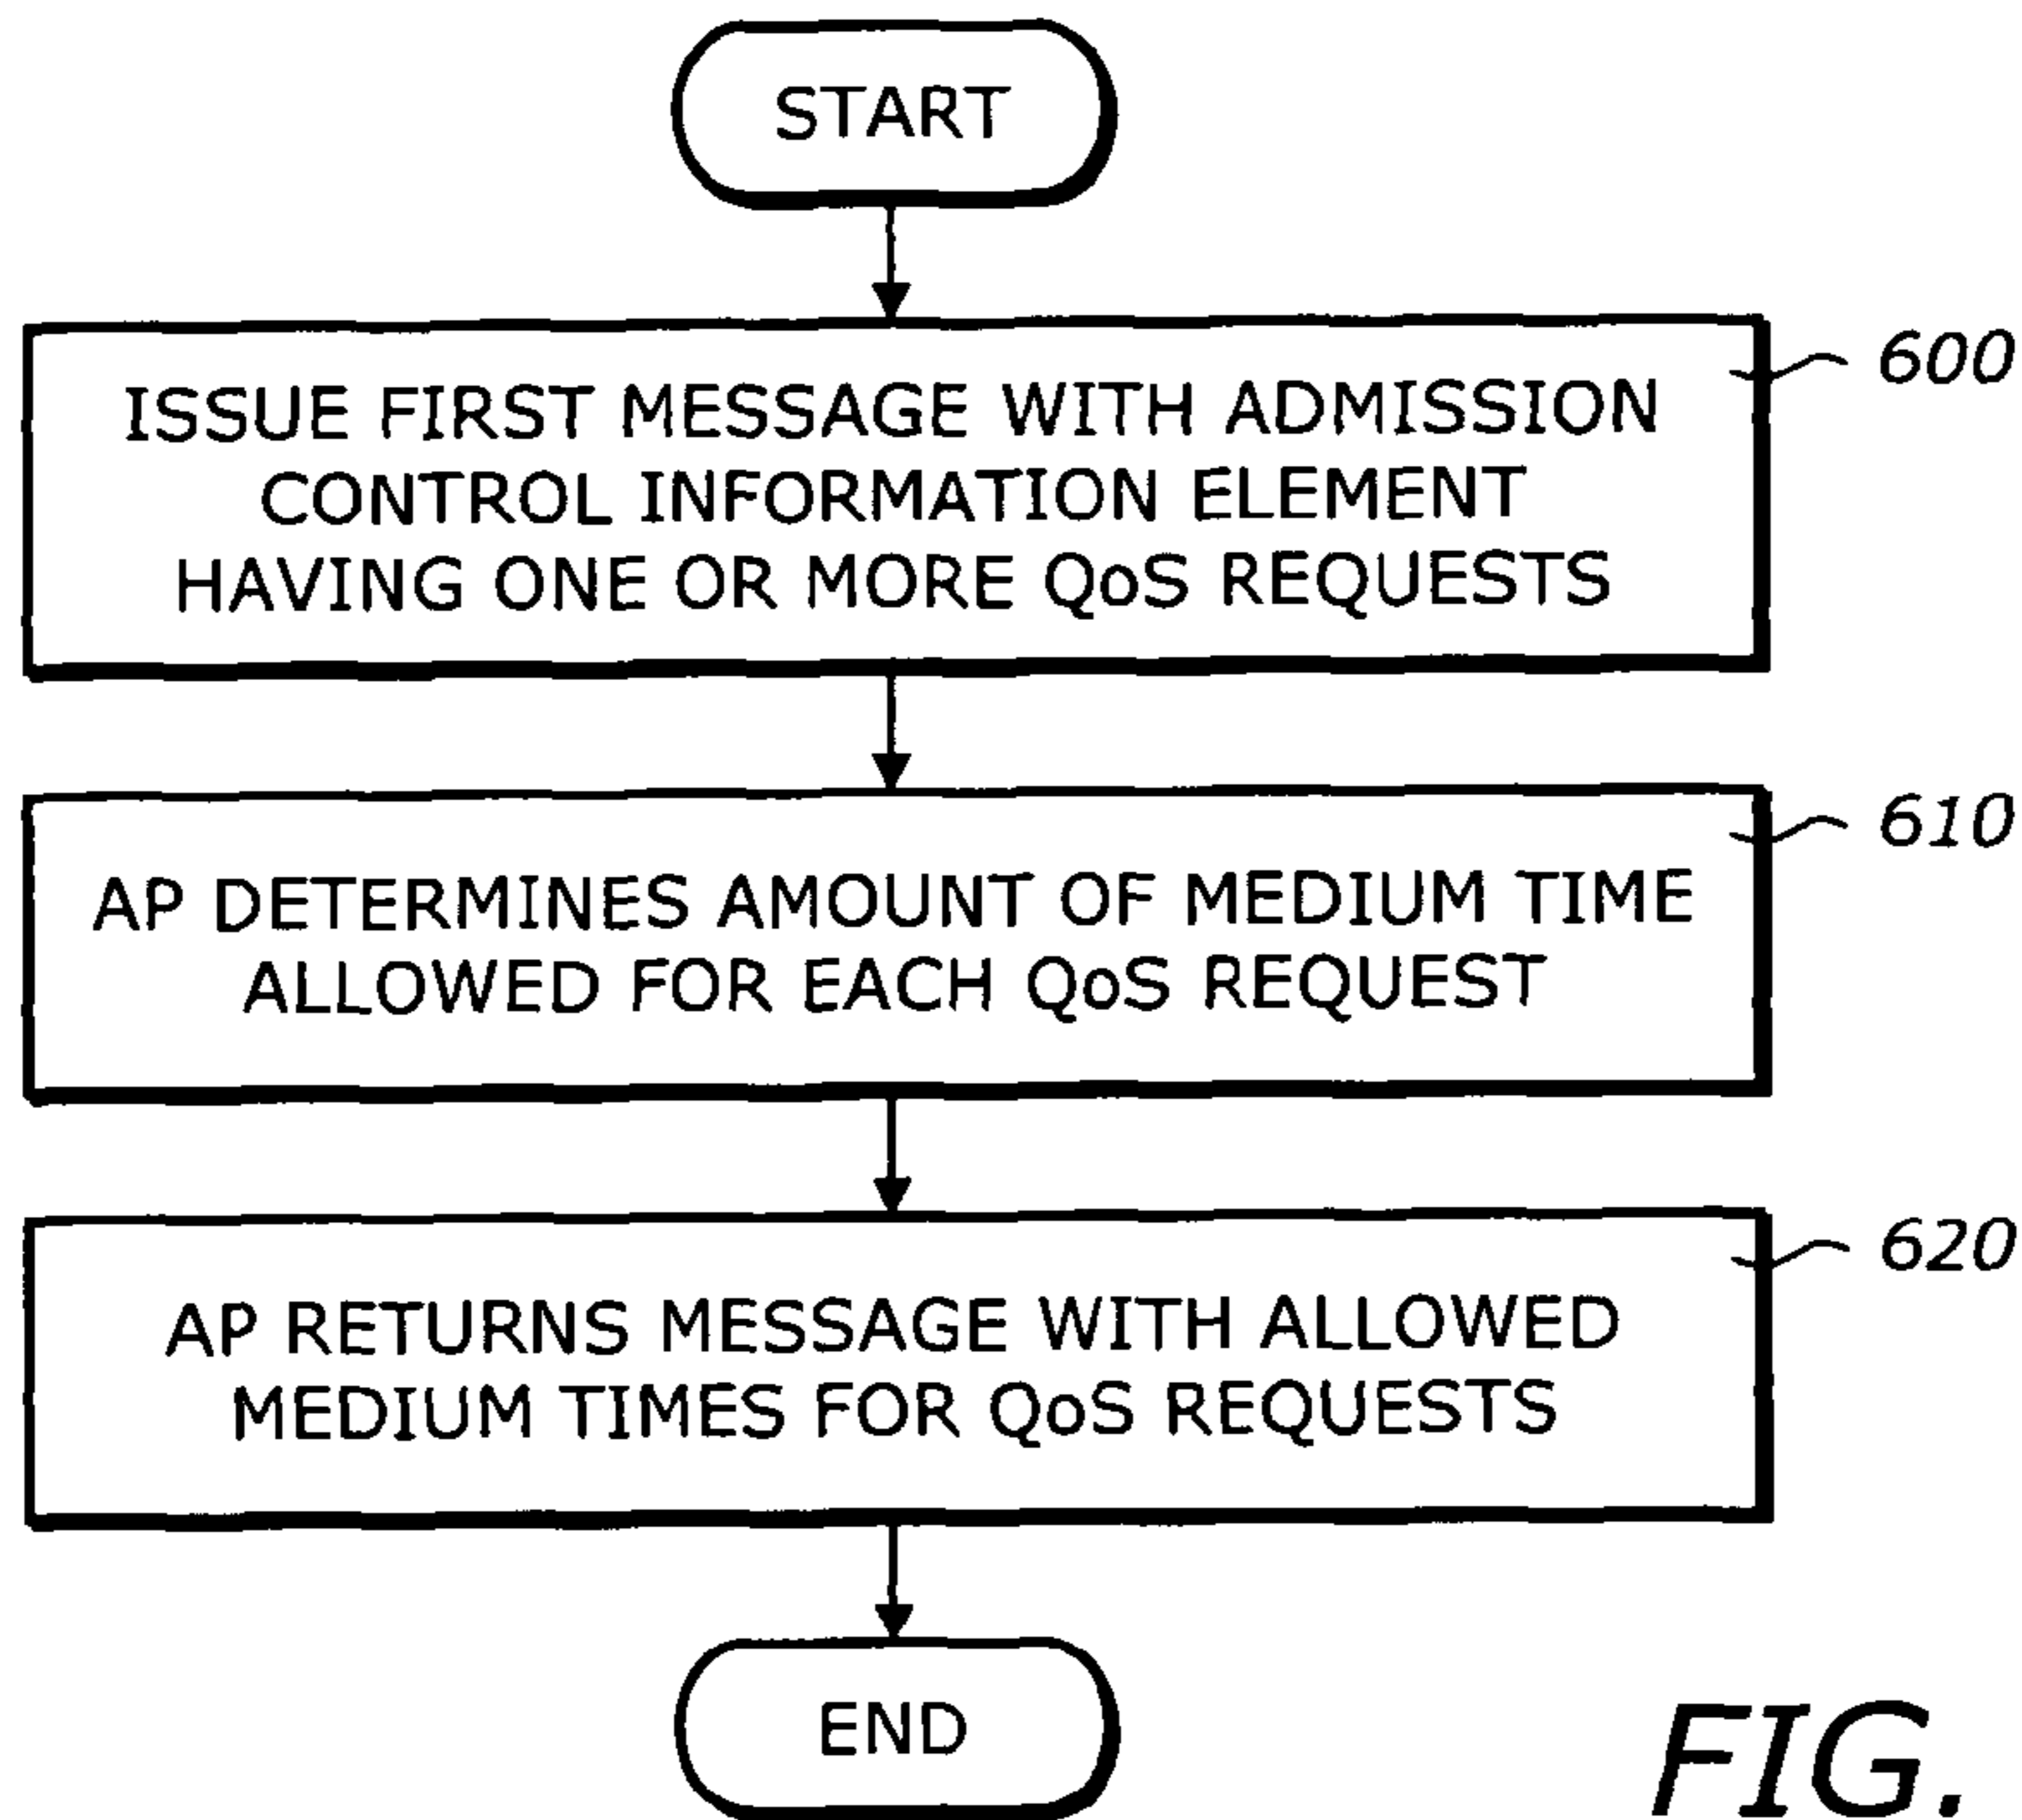 START
ISSUE FIRST MESSAGE WITH ADMISSION
CONTROL INFORMATION ELEMENT
HAVING ONE OR MORE QoS REQUESTS
600
AP DETERMINES AMOUNT OF MEDIUM TIME
ALLOWED FOR EACH QoS REQUEST
610
AP RETURNS MESSAGE WITH ALLOWED
MEDIUM TIMES FOR QoS REQUESTS
620
END
FIG.